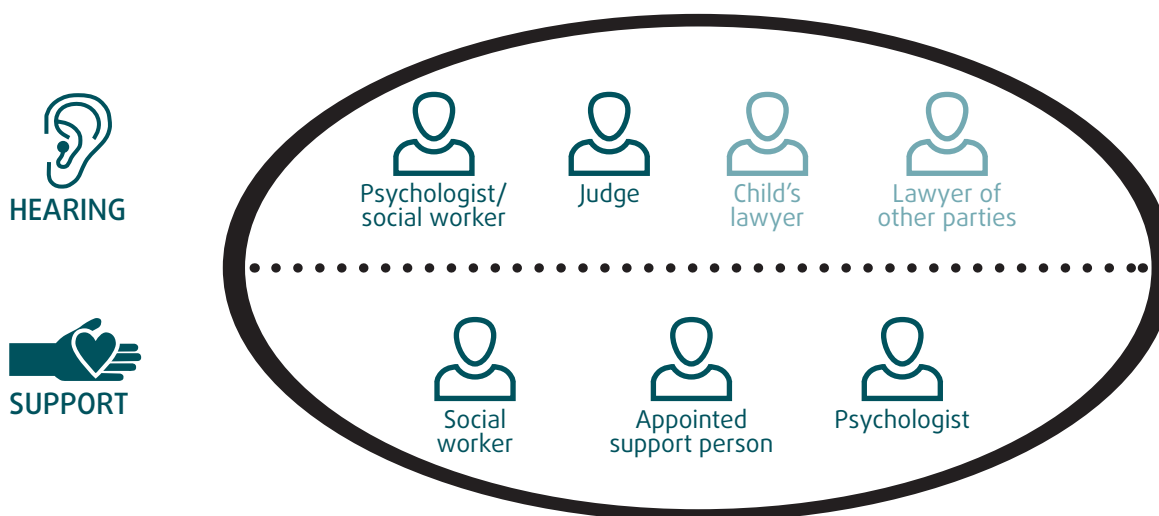 HEARING
Psychologist/
social worker
Judge
Child's
lawyer
Lawyer of
other parties
SUPPORT
Social
worker
Appointed
support person
Psychologist